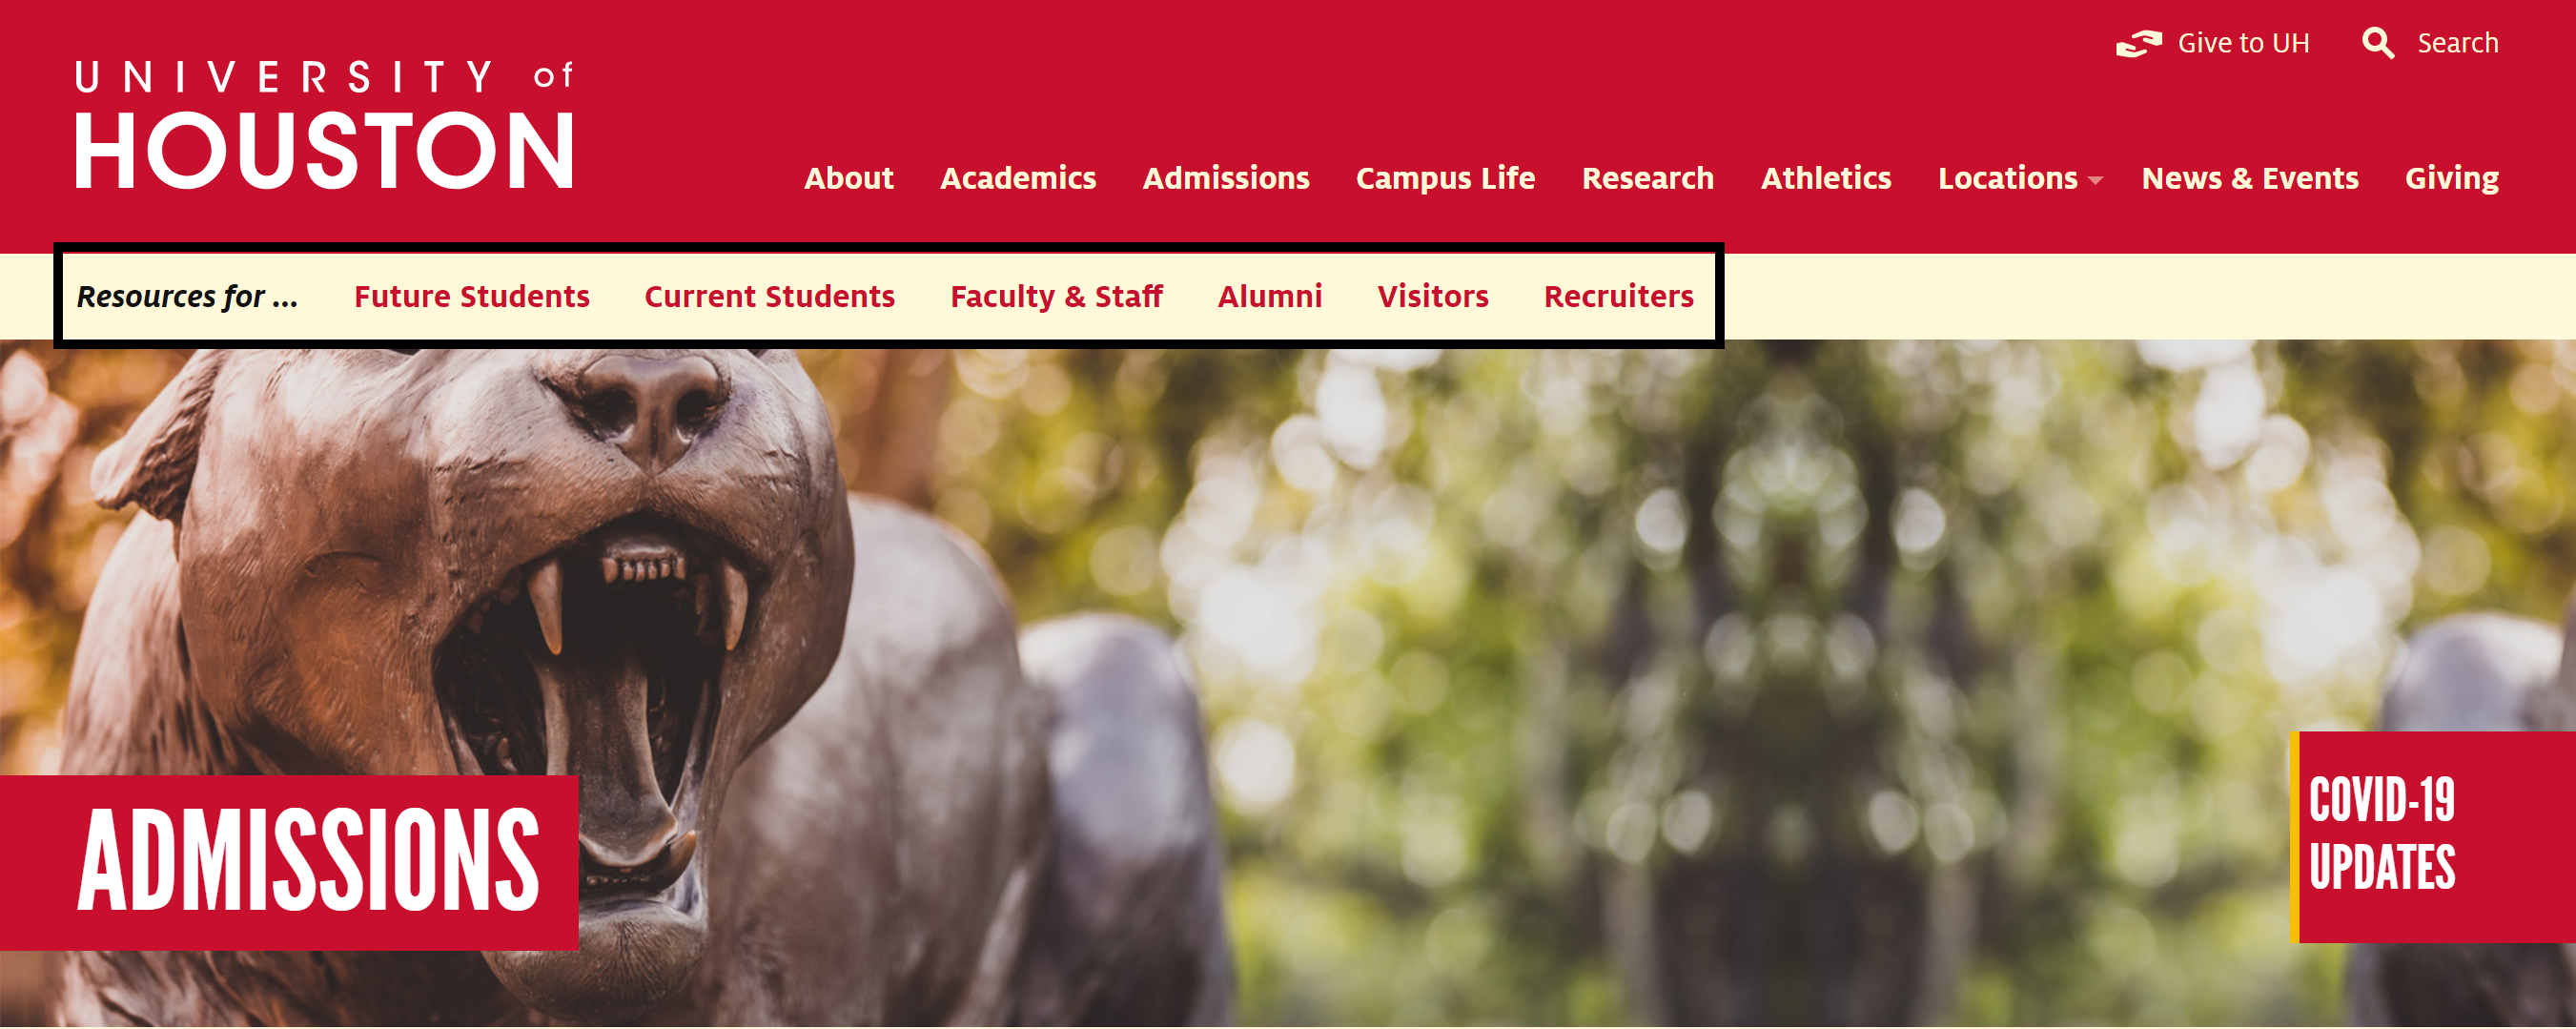 Give to UH Search
UNIVERSITY of
HOUSTON
About Academics Admissions Campus Life Research Athletics Locations News & Events Giving
Resources for ... Future Students Current Students Faculty & Staff Alumni Visitors Recruiters
ADMISSIONS
COVID-19
UPDATES